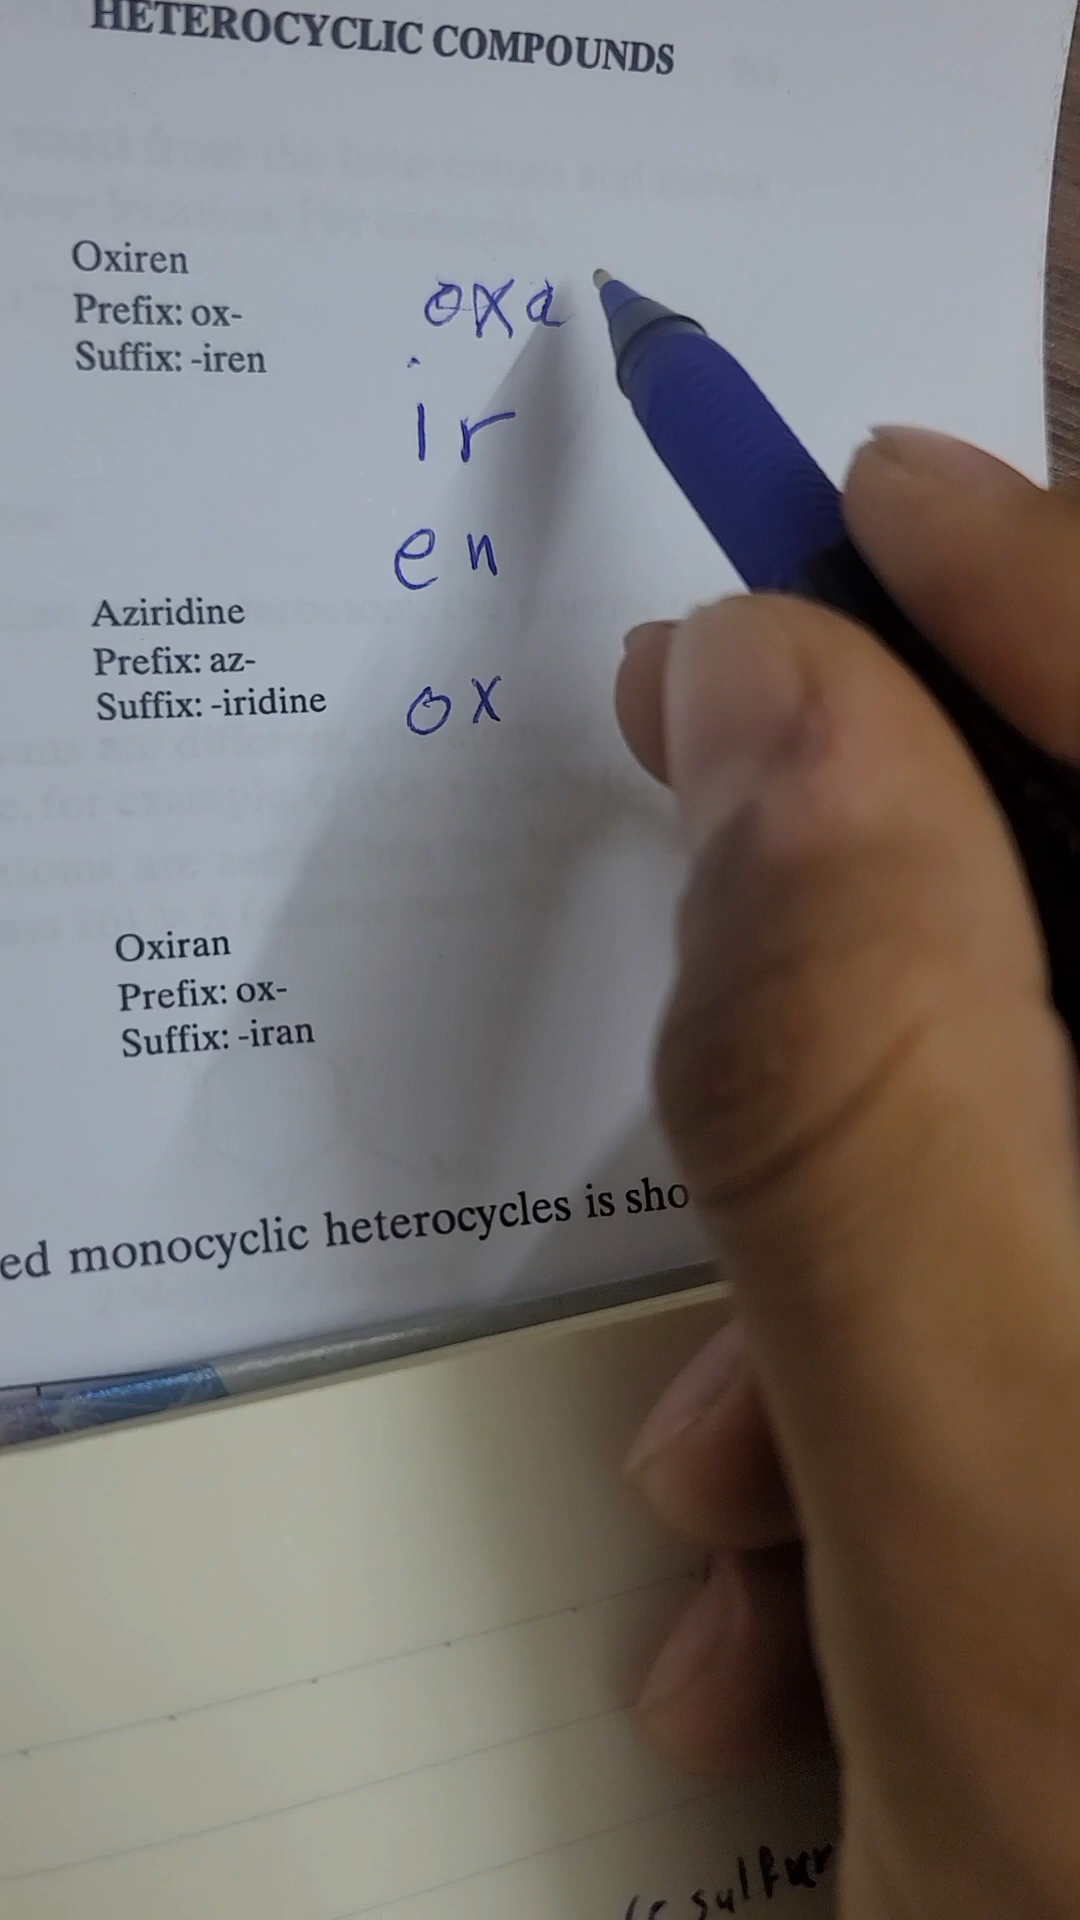 HETEROCYCLIC COMPOUNDS
Oxiren
Prefix: ox-
Suffix: -iren
oxa
ir
en
Aziridine
Prefix: az-
Suffix: -iridine
ox
Oxiran
Prefix: ox-
Suffix: -iran
ed monocyclic heterocycles is sho
sulfur